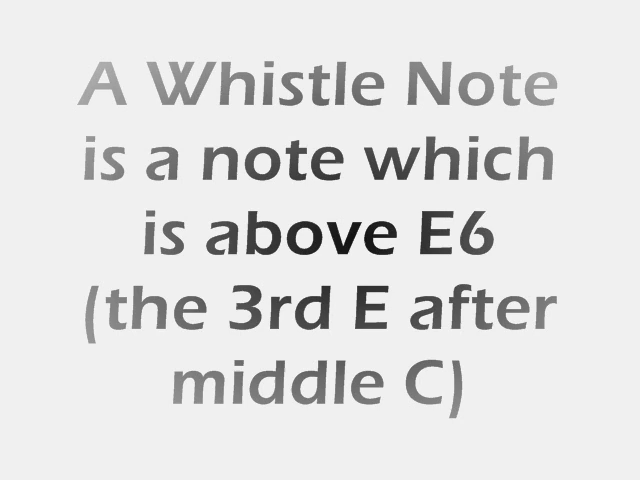 A Whistle Note
is a note which
is above E6
(the 3rd E after
middle C)